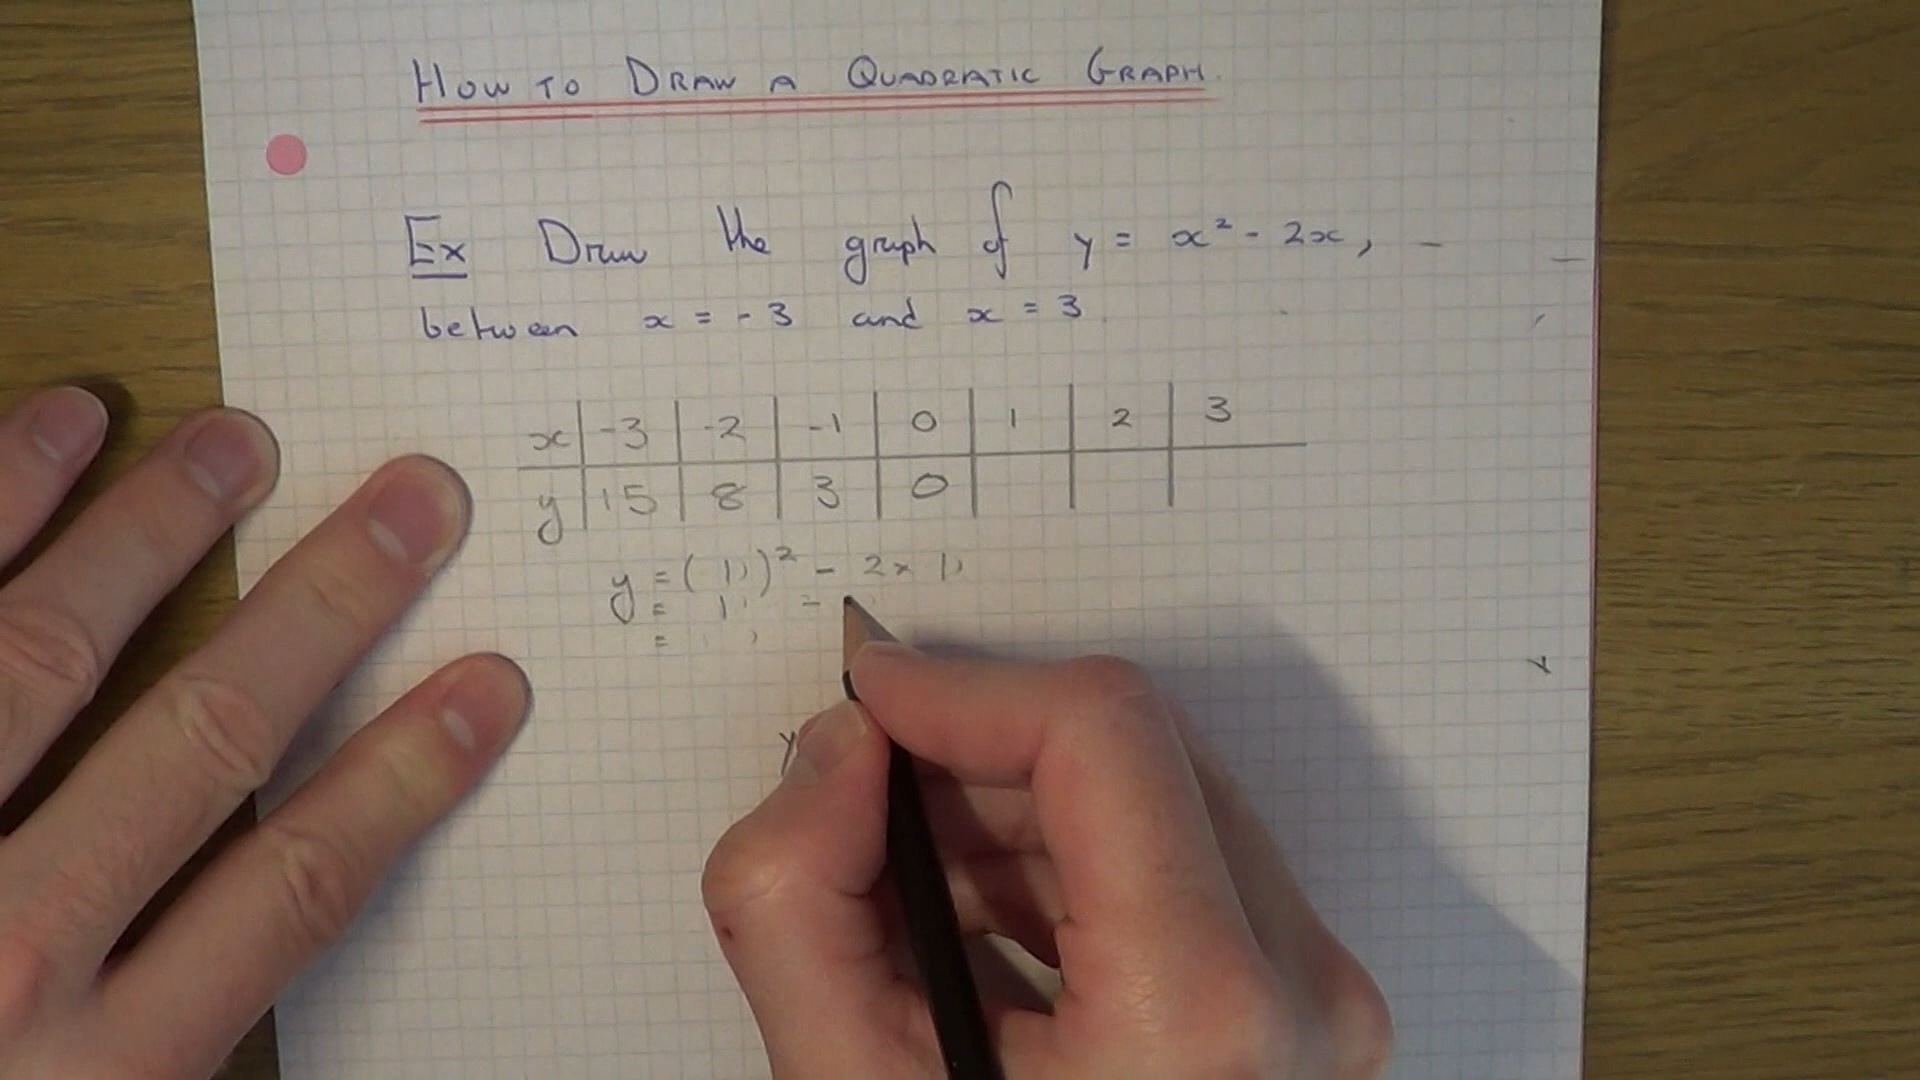 HOW TO DRAW A QUADRATIC GRAPH.
Ex Draw the graph of y = x² - 2x,
between x = -3 and x = 3.
x -3 -2 -1 0 1 2 3
y 15 8 3 0
y = ( 1 )² - 2 x 1
= 1 -
=
y